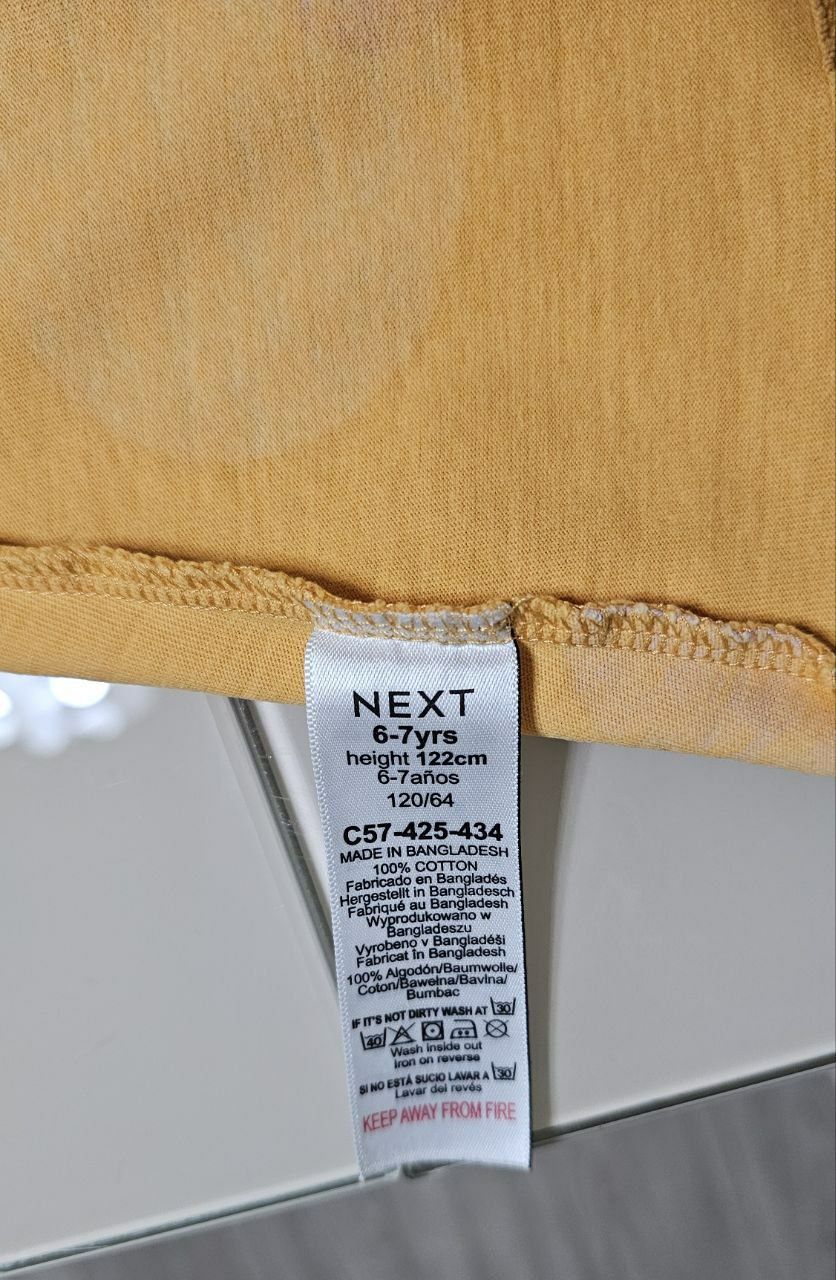 NEXT
6-7yrs
height 122cm
6-7años
120/64
C57-425-434
MADE IN BANGLADESH
100% COTTON
Fabricado en Bangladés
Hergestellt in Bangladesch
Fabriqué au Bangladesh
Wyprodukowano w
Bangladeszu
Vyrobeno v Bangladéši
Fabricat în Bangladesh
100% Algodón/Baumwolle/
Coton/Bawełna/Bavlna/
Bumbac
IF IT'S NOT DIRTY WASH AT 30
40
Wash inside out
Iron on reverse
SI NO ESTÁ SUCIO LAVAR A 30
Lavar del revés
KEEP AWAY FROM FIRE